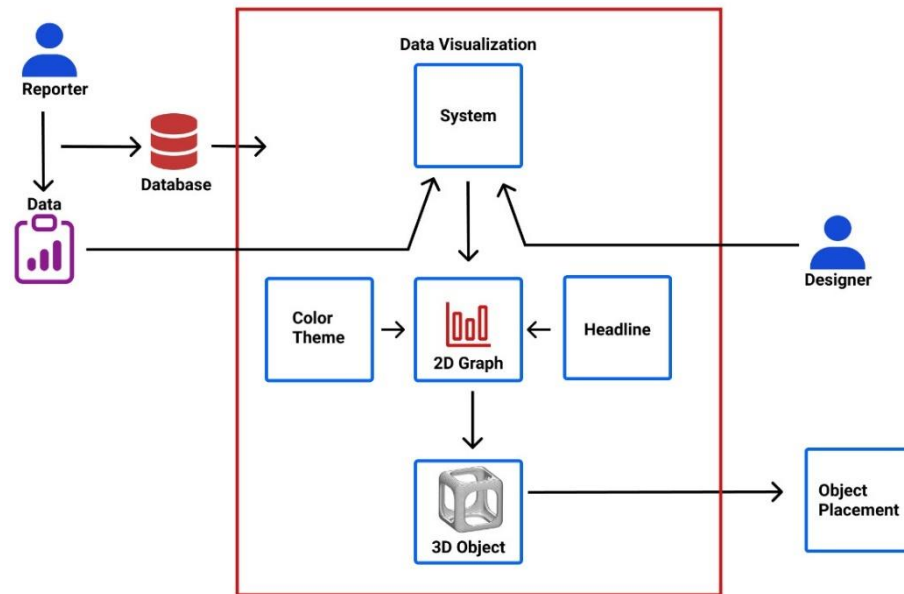 Data Visualization
Reporter
System
Database
Data
Designer
Color
Theme
2D Graph
Headline
3D Object
Object
Placement